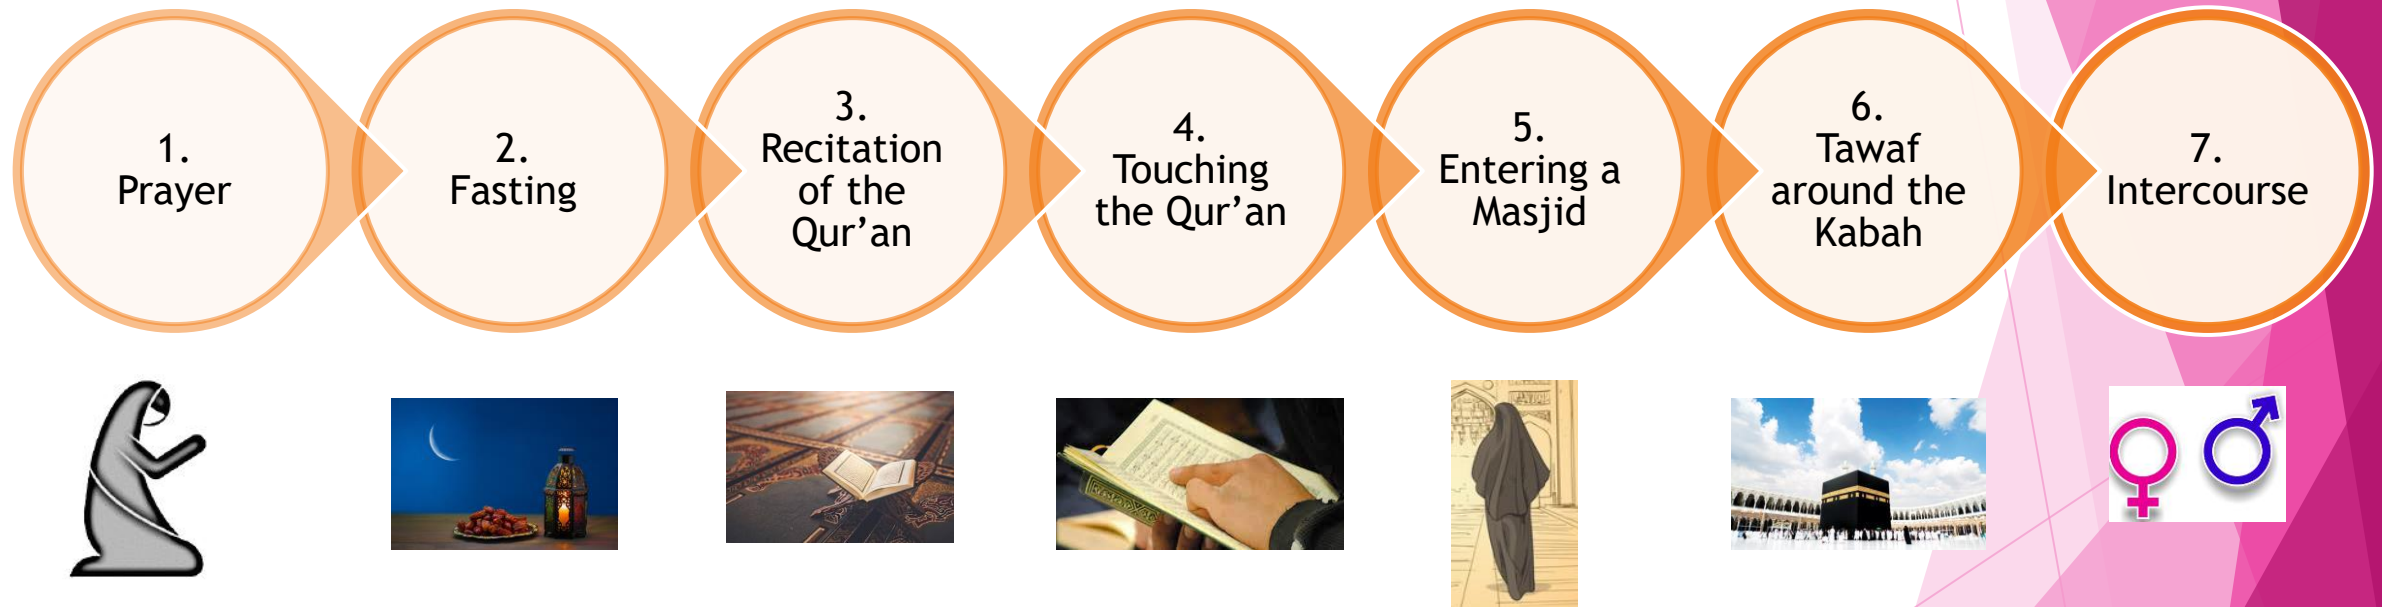 1.
Prayer
2.
Fasting
3.
Recitation
of the
Qur’an
4.
Touching
the Qur’an
5.
Entering a
Masjid
6.
Tawaf
around the
Kabah
7.
Intercourse